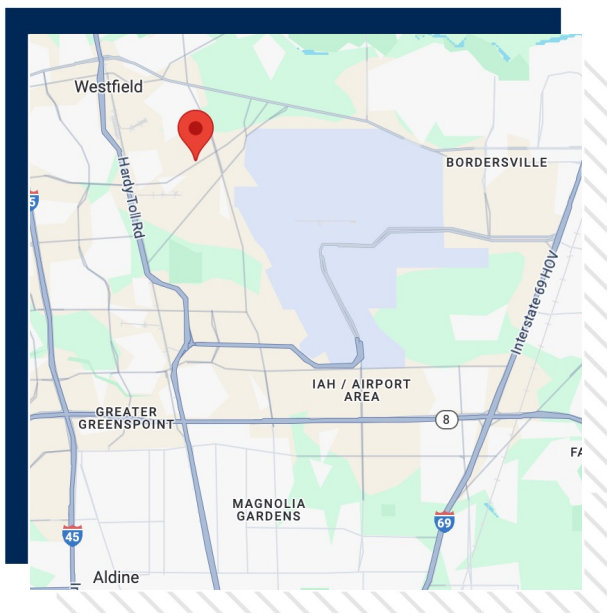 Westfield
BORDERSVILLE
Hardy Toll Rd
Interstate 69 HOV
IAH / AIRPORT
AREA
GREATER
GREENSPOINT
8
MAGNOLIA
GARDENS
69
45
Aldine